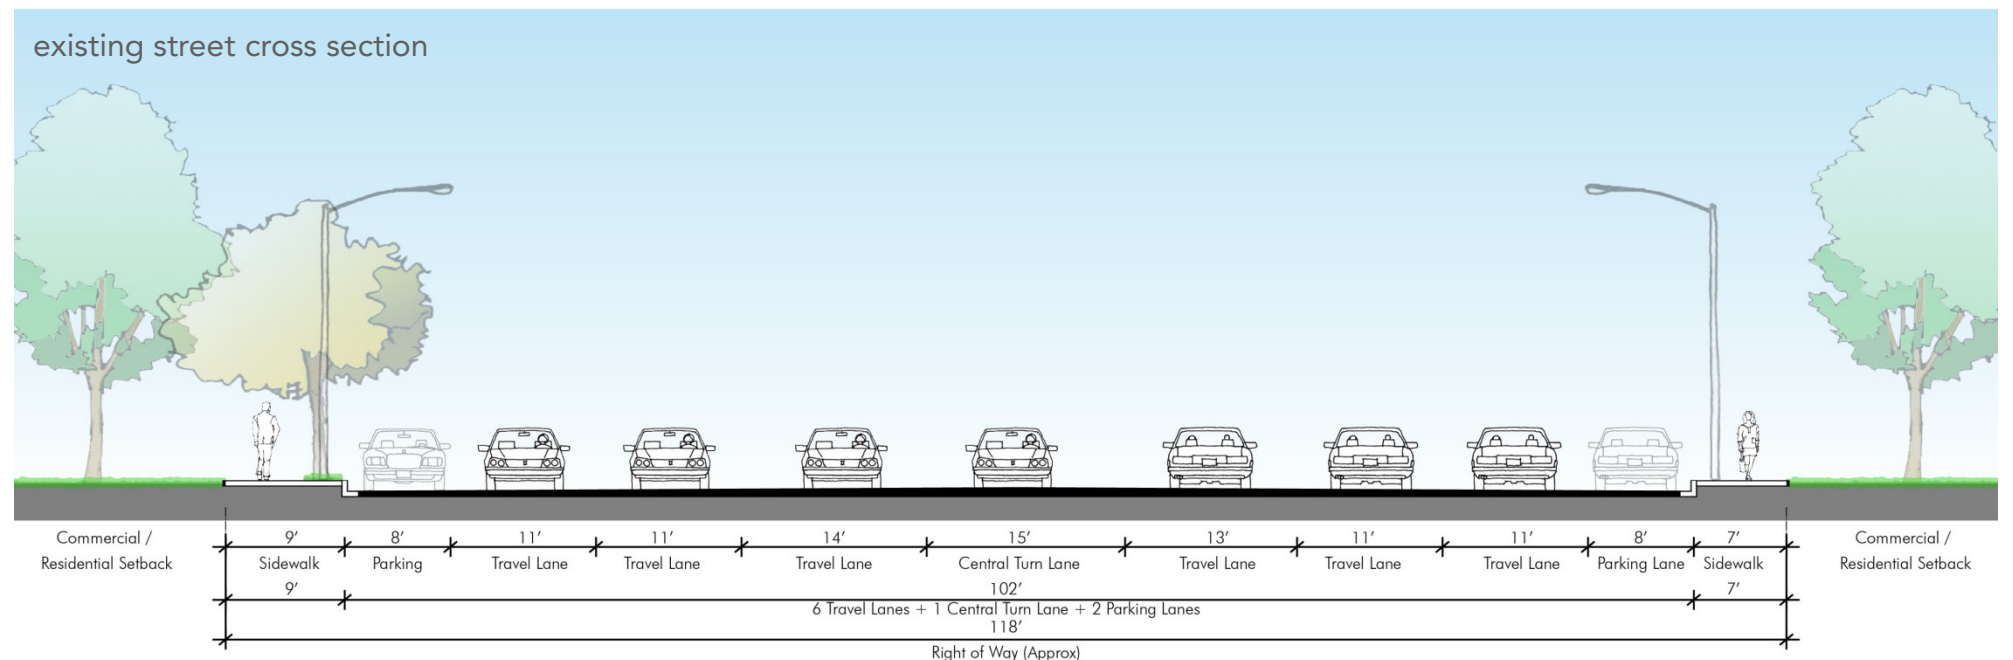 existing street cross section
Commercial /
Residential Setback
9′
Sidewalk
8′
Parking
11′
Travel Lane
11′
Travel Lane
14′
Travel Lane
15′
Central Turn Lane
13′
Travel Lane
11′
Travel Lane
11′
Travel Lane
8′
Parking Lane
7′
Sidewalk
Commercial /
Residential Setback
9′
102′
7′
6 Travel Lanes + 1 Central Turn Lane + 2 Parking Lanes
118′
Right of Way (Approx)